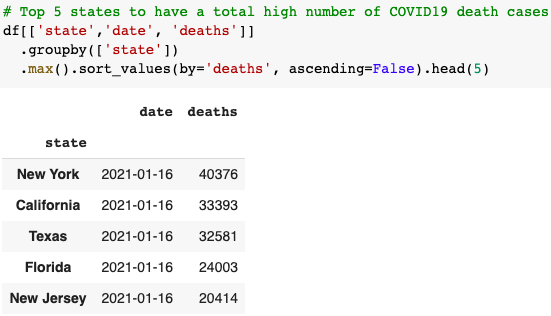 # Top 5 states to have a total high number of COVID19 death cases
df[['state','date', 'deaths']]
.groupby(['state'])
.max().sort_values(by='deaths', ascending=False).head(5)
date deaths
state
New York 2021-01-16 40376
California 2021-01-16 33393
Texas 2021-01-16 32581
Florida 2021-01-16 24003
New Jersey 2021-01-16 20414